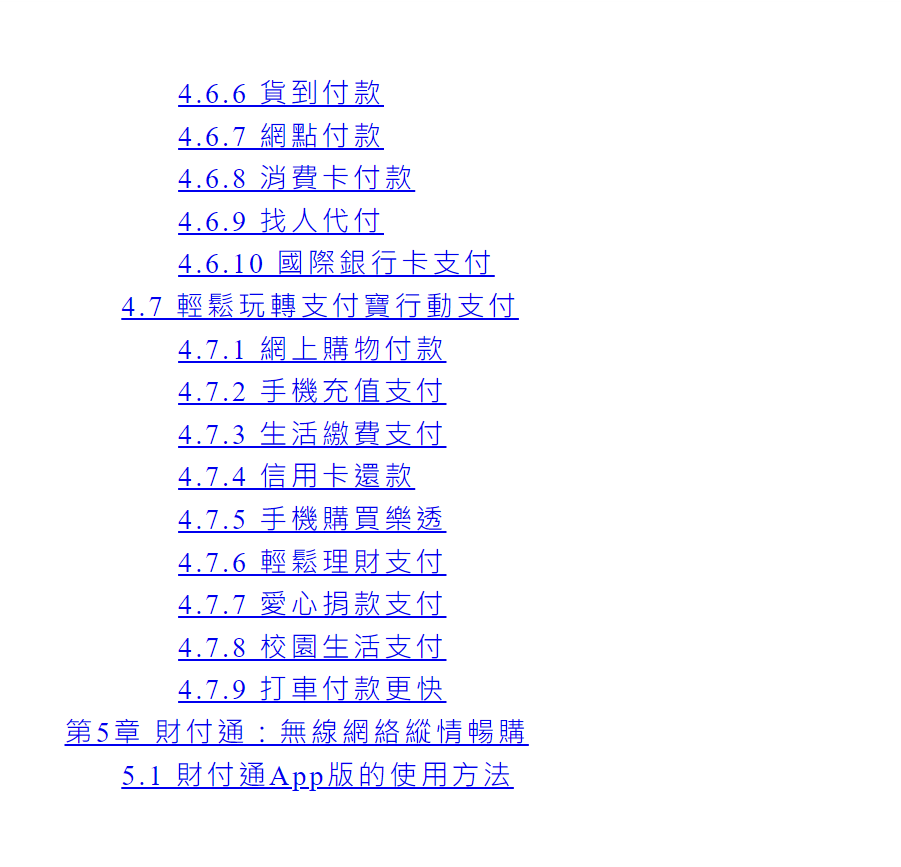 4.6.6 貨到付款
4.6.7 網點付款
4.6.8 消費卡付款
4.6.9 找人代付
4.6.10 國際銀行卡支付
4.7 輕鬆玩轉支付寶行動支付
4.7.1 網上購物付款
4.7.2 手機充值支付
4.7.3 生活繳費支付
4.7.4 信用卡還款
4.7.5 手機購買樂透
4.7.6 輕鬆理財支付
4.7.7 愛心捐款支付
4.7.8 校園生活支付
4.7.9 打車付款更快
第5章 財付通：無線網絡縱情暢購
5.1 財付通App版的使用方法